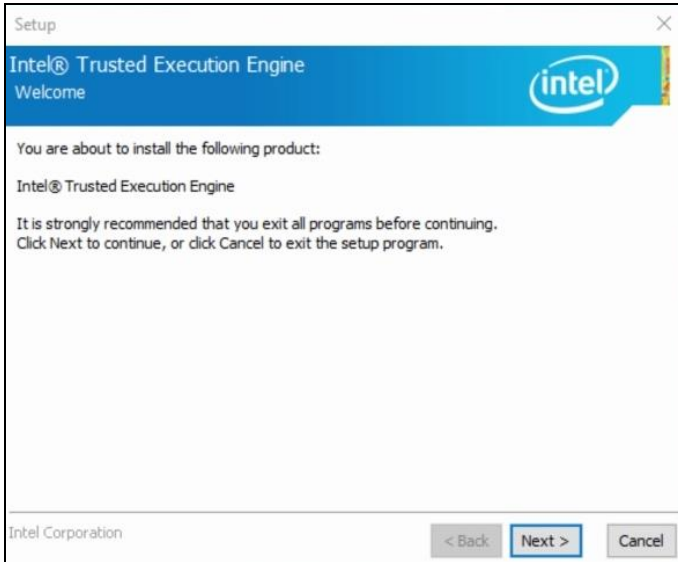 Setup
Intel® Trusted Execution Engine
Welcome
intel
You are about to install the following product:
Intel® Trusted Execution Engine
It is strongly recommended that you exit all programs before continuing.
Click Next to continue, or click Cancel to exit the setup program.
Intel Corporation
< Back Next > Cancel